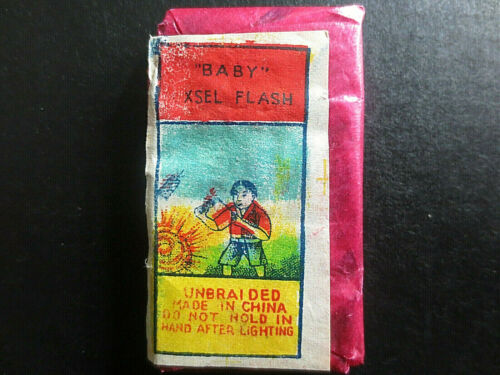 "BABY"
XSEL FLASH
UNBRAIDED
MADE IN CHINA
DO NOT HOLD IN
HAND AFTER LIGHTING